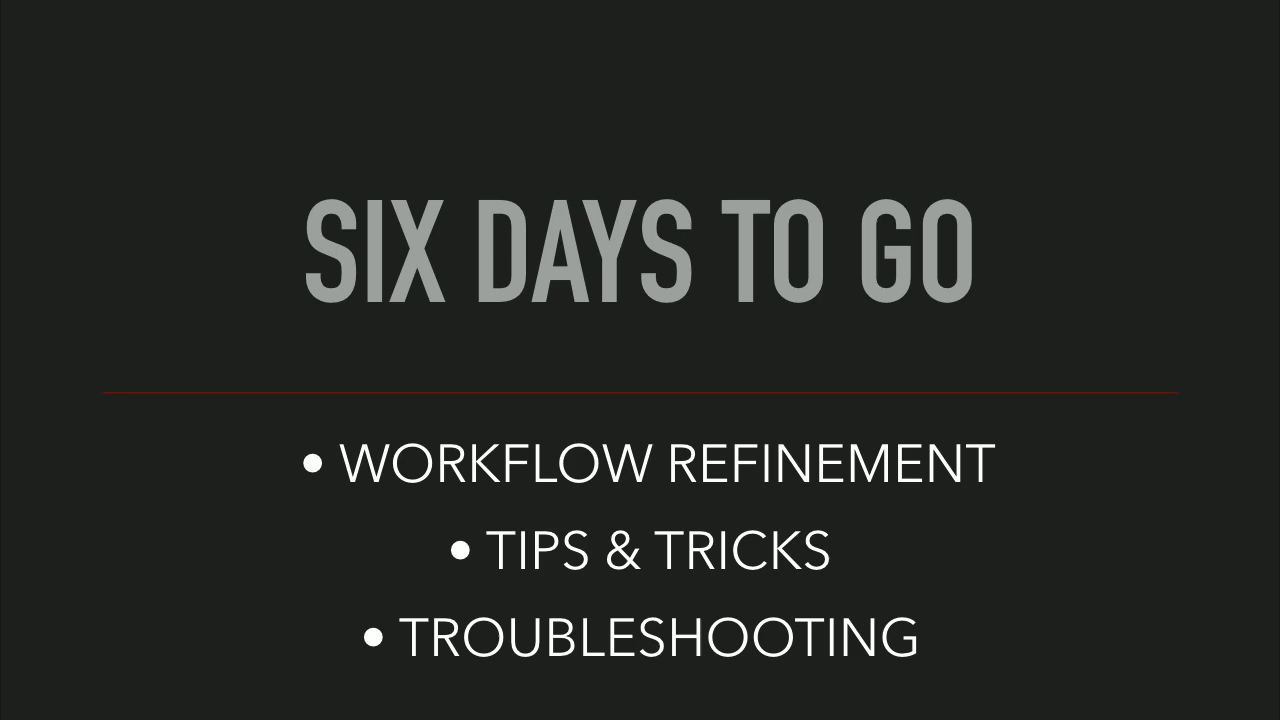 SIX DAYS TO GO
• WORKFLOW REFINEMENT
• TIPS & TRICKS
• TROUBLESHOOTING